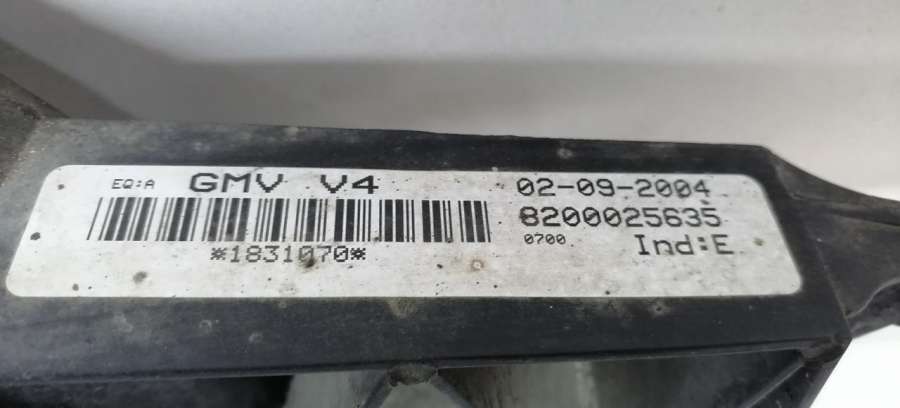 EQ:A GMV V4 02-09-2004
8200025635
*1831070* 0700 Ind:E